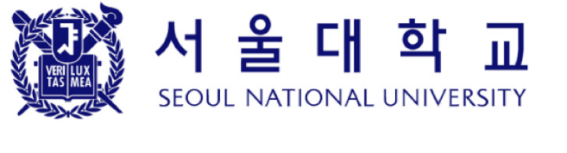 서울대학교
SEOUL NATIONAL UNIVERSITY
VERI LUX
TAS MEA